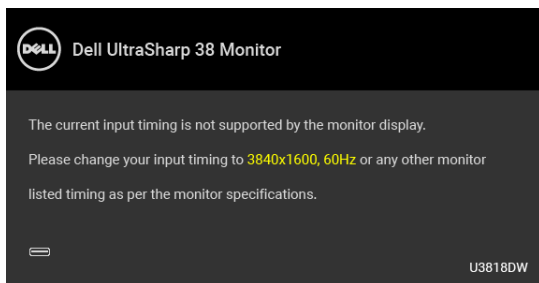 DELL
Dell UltraSharp 38 Monitor
The current input timing is not supported by the monitor display.
Please change your input timing to 3840x1600, 60Hz or any other monitor
listed timing as per the monitor specifications.
U3818DW